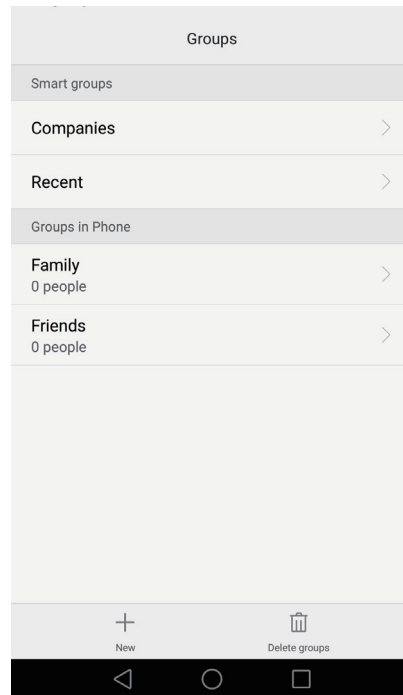 Groups
Smart groups
Companies
Recent
Groups in Phone
Family
0 people
Friends
0 people
New
Delete groups